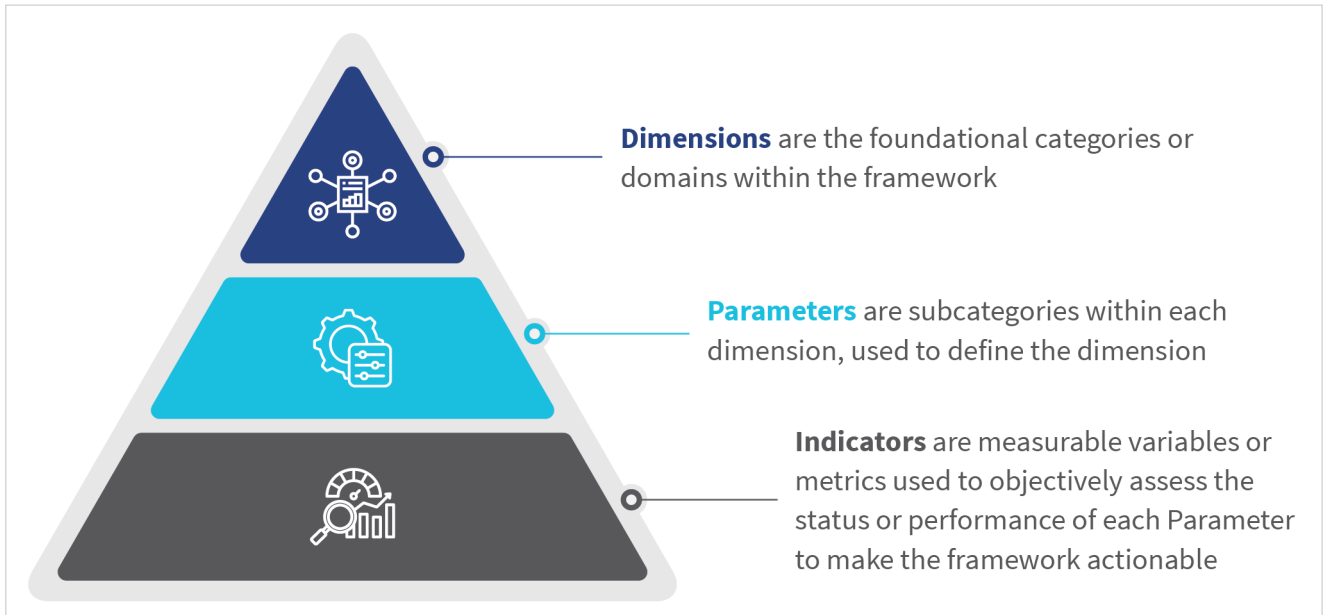 Dimensions are the foundational categories or
domains within the framework
Parameters are subcategories within each
dimension, used to define the dimension
Indicators are measurable variables or
metrics used to objectively assess the
status or performance of each Parameter
to make the framework actionable